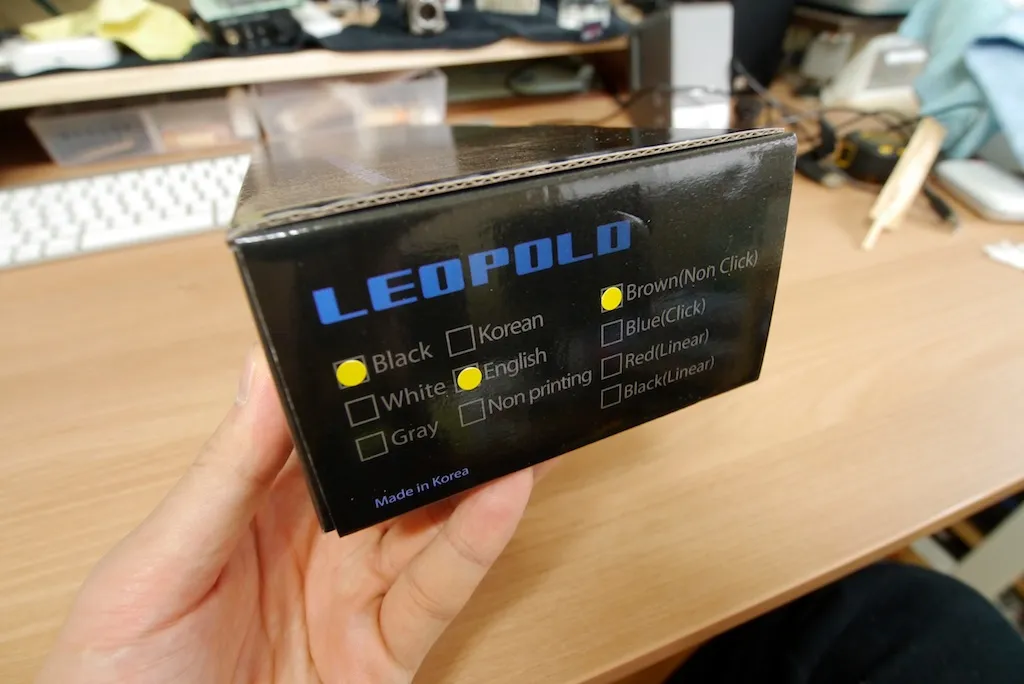 LEOPOLD
Black
White
Gray
Korean
English
Non printing
Brown(Non Click)
Blue(Click)
Red(Linear)
Black(Linear)
Made in Korea